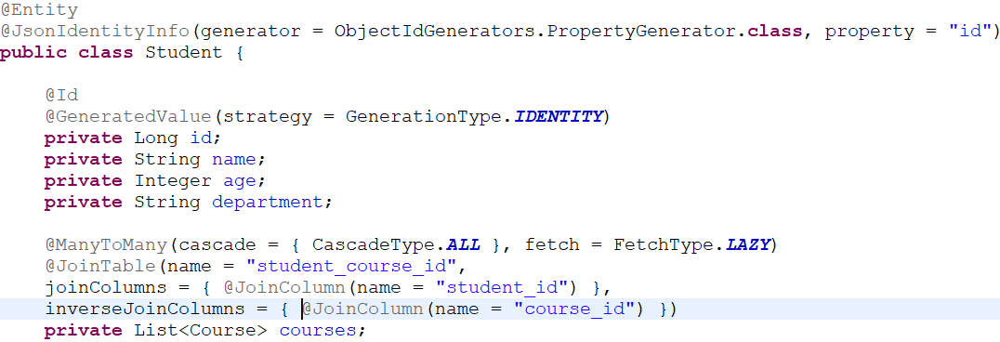 @Entity
@JsonIdentityInfo(generator = ObjectIdGenerators.PropertyGenerator.class, property = "id")
public class Student {
@Id
@GeneratedValue(strategy = GenerationType.IDENTITY)
private Long id;
private String name;
private Integer age;
private String department;
@ManyToMany(cascade = { CascadeType.ALL }, fetch = FetchType.LAZY)
@JoinTable(name = "student_course_id",
joinColumns = { @JoinColumn(name = "student_id") },
inverseJoinColumns = { @JoinColumn(name = "course_id") })
private List<Course> courses;